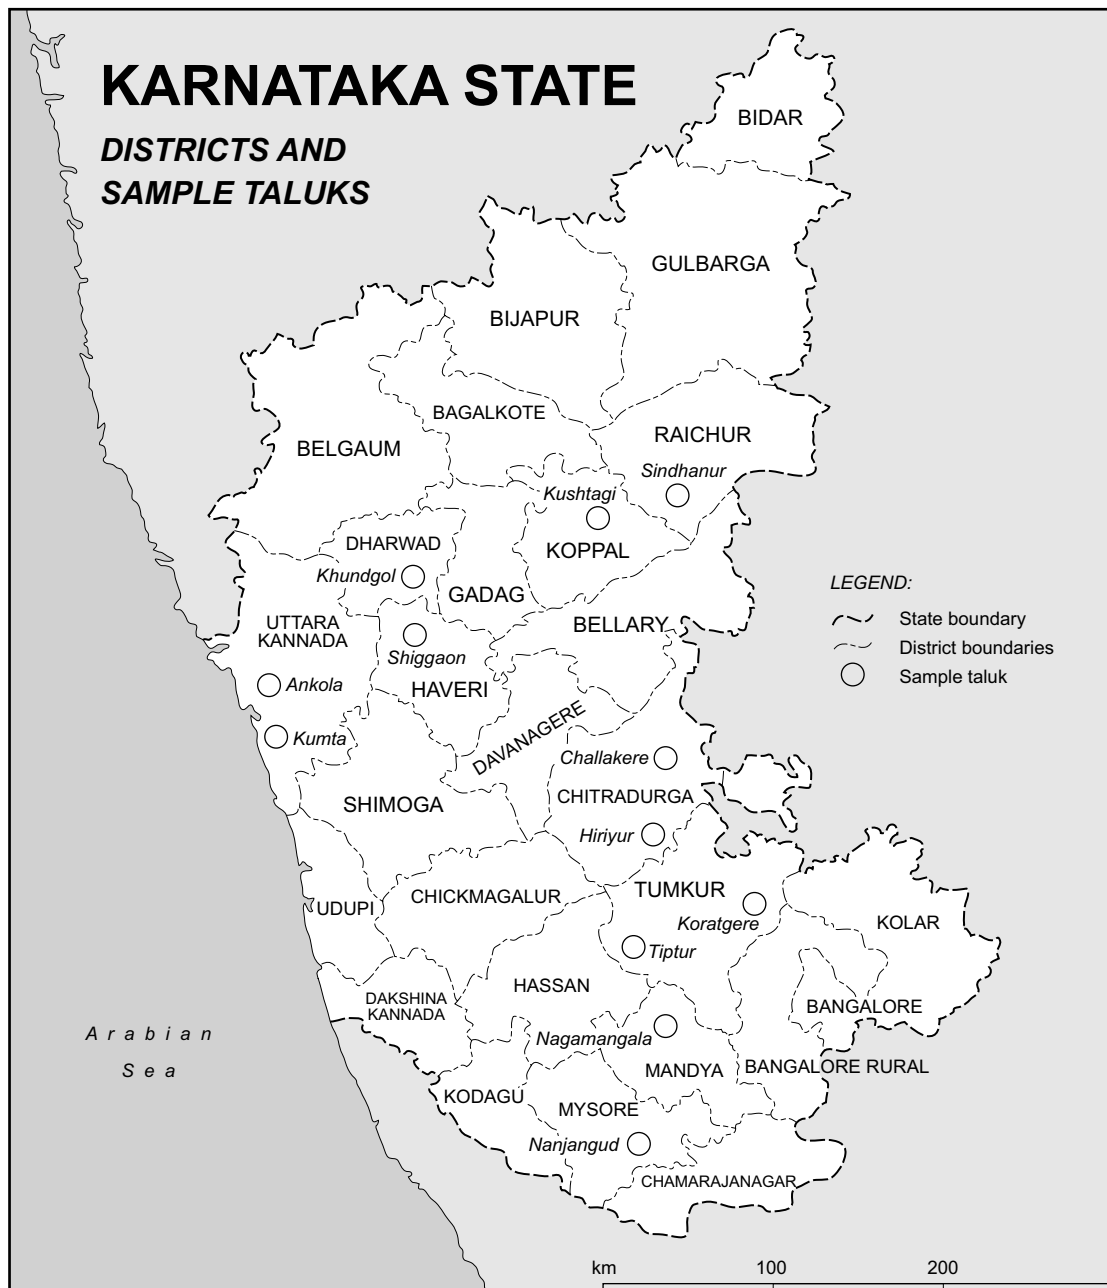 KARNATAKA STATE
DISTRICTS AND
SAMPLE TALUKS
BIDAR
GULBARGA
BIJAPUR
BAGALKOTE
RAICHUR
BELGAUM
Sindhanur
Kushtagi
DHARWAD
KOPPAL
Khundgol
GADAG
LEGEND:
State boundary
District boundaries
Sample taluk
UTTARA
KANNADA
BELLARY
Shiggaon
HAVERI
Ankola
Kumta
DAVANAGERE
Challakere
CHITRADURGA
SHIMOGA
Hiriyur
TUMKUR
CHICKMAGALUR
UDUPI
Koratgere
KOLAR
Tiptur
HASSAN
DAKSHINA
KANNADA
BANGALORE
Arabian
Sea
Nagamangala
MANDYA
BANGALORE RURAL
KODAGU
MYSORE
Nanjangud
CHAMARAJANAGAR
km 100 200